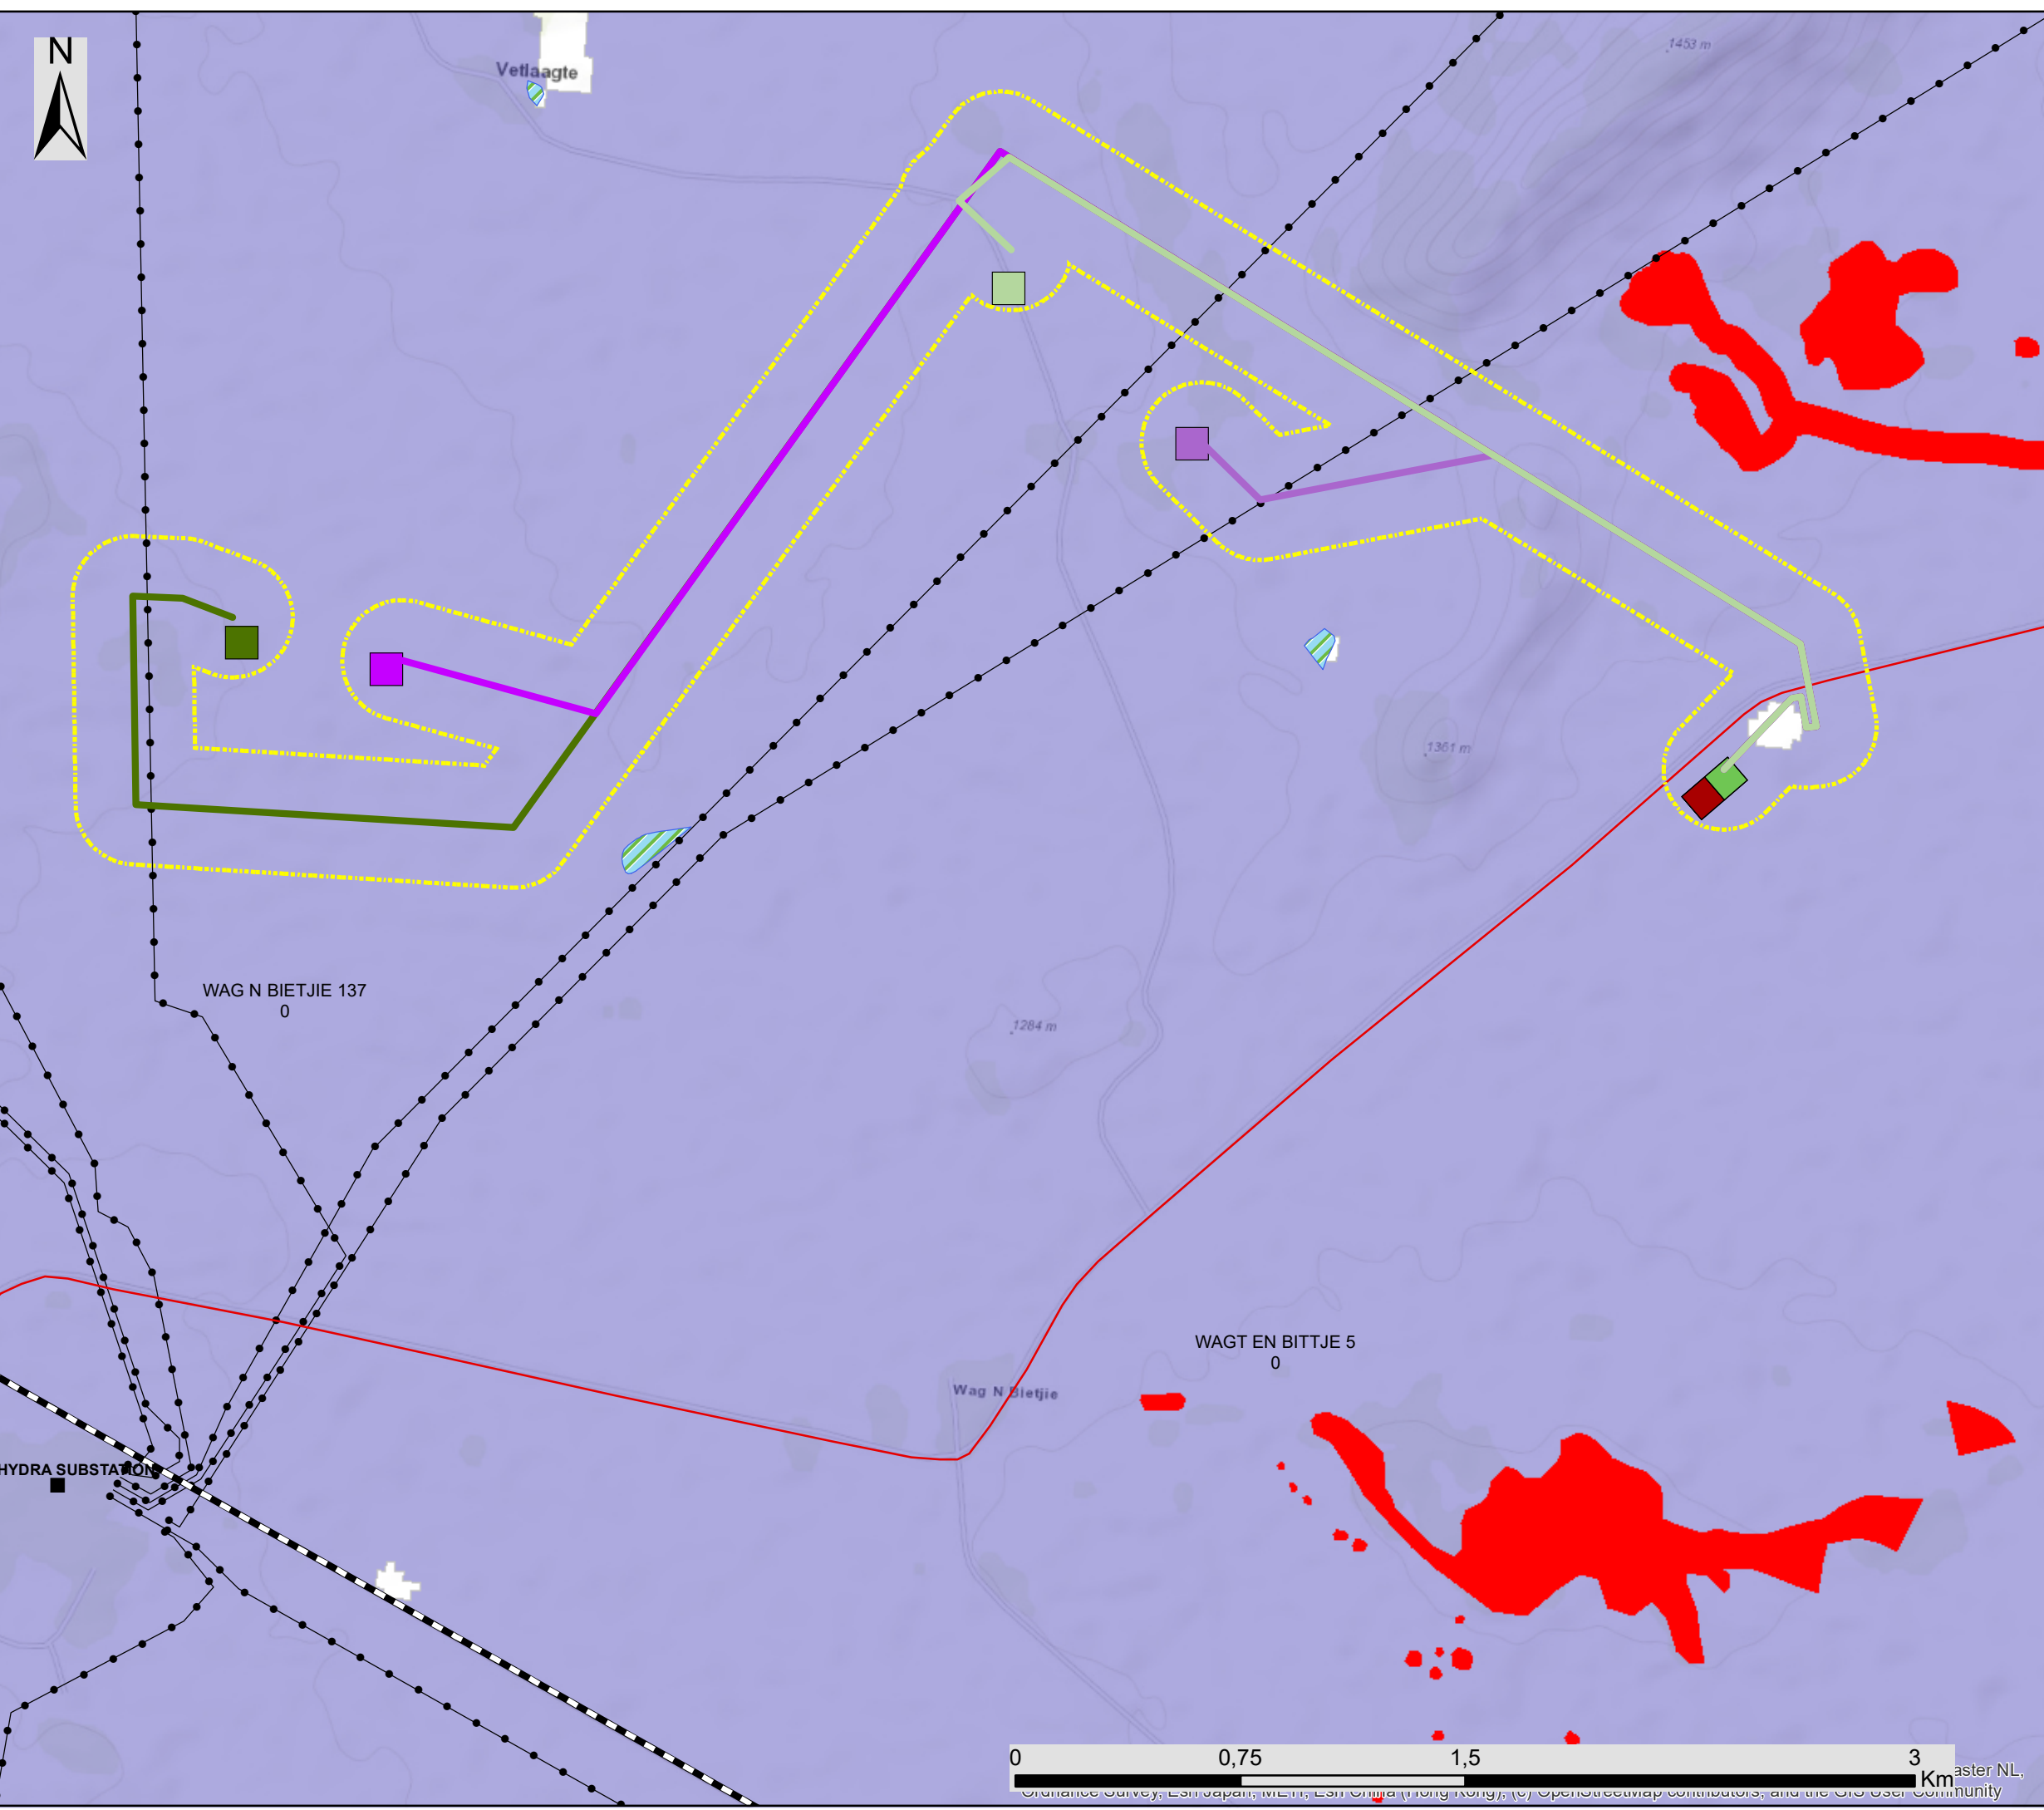 N
1453 m
Vetlaagte
1361 m
WAG N BIETJIE 137
0
1284 m
WAGT EN BITTJE 5
0
Wag N Bietjie
HYDRA SUBSTATION
0 0,75 1,5 3
Km
aster NL,
Ordnance Survey, Esri Japan, METI, Esri China (Hong Kong), (c) OpenStreetMap contributors, and the GIS User Community